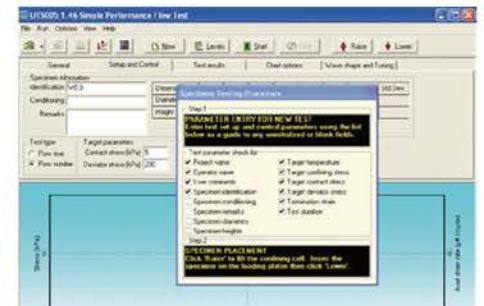 UTS005 1.46 Simple Performance Flow Test
File Run Options View Help
New Levels Start Raise Lower
General Setup and Control Test results Chart options Wave shape and Tuning
Specimen information
Identification W0.3
Conditioning
Remarks
Std Dev
Test type
Flow time
Flow number
Target parameters
Contact stress (kPa) 5
Deviator stress (kPa) 200
Specimen Testing Procedure
Step 1
PARAMETER ENTRY FOR NEW TEST
Enter test set up and control parameters using the list
below as a guide to any uninitialized or blank fields.
Test parameter check list
Project name
Operator name
User comments
Specimen identification
Specimen conditioning
Specimen remarks
Specimen diameters
Specimen heights
Target temperature
Target confining stress
Target contact stress
Target deviator stress
Termination strain
Test duration
Step 2
SPECIMEN PLACEMENT
Click 'Raise' to lift the confining cell. Insert the
specimen on the loading platen then click 'Lower'.
Stress (kPa)